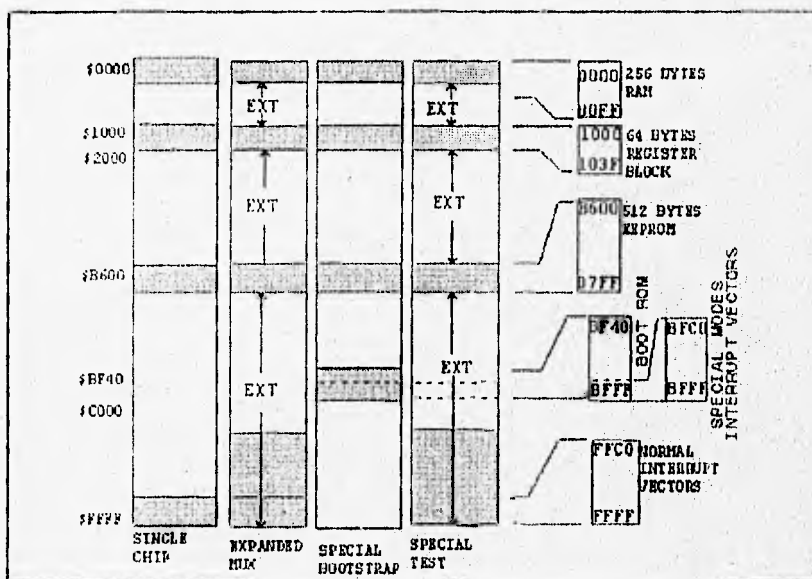 $0000
$1000
$2000
$B600
$BF40
$C000
$FFFF
EXT
EXT
EXT
EXT
EXT
EXT
SINGLE
CHIP
EXPANDED
MUX
SPECIAL
BOOTSTRAP
SPECIAL
TEST
0000
00FF
256 BYTES
RAM
1000
103F
64 BYTES
REGISTER
BLOCK
B600
B7FF
512 BYTES
EEPROM
BF40
BFFF
BOOT ROM
BFC0
BFFF
SPECIAL MODES
INTERRUPT VECTORS
FFC0
FFFF
NORMAL
INTERRUPT
VECTORS